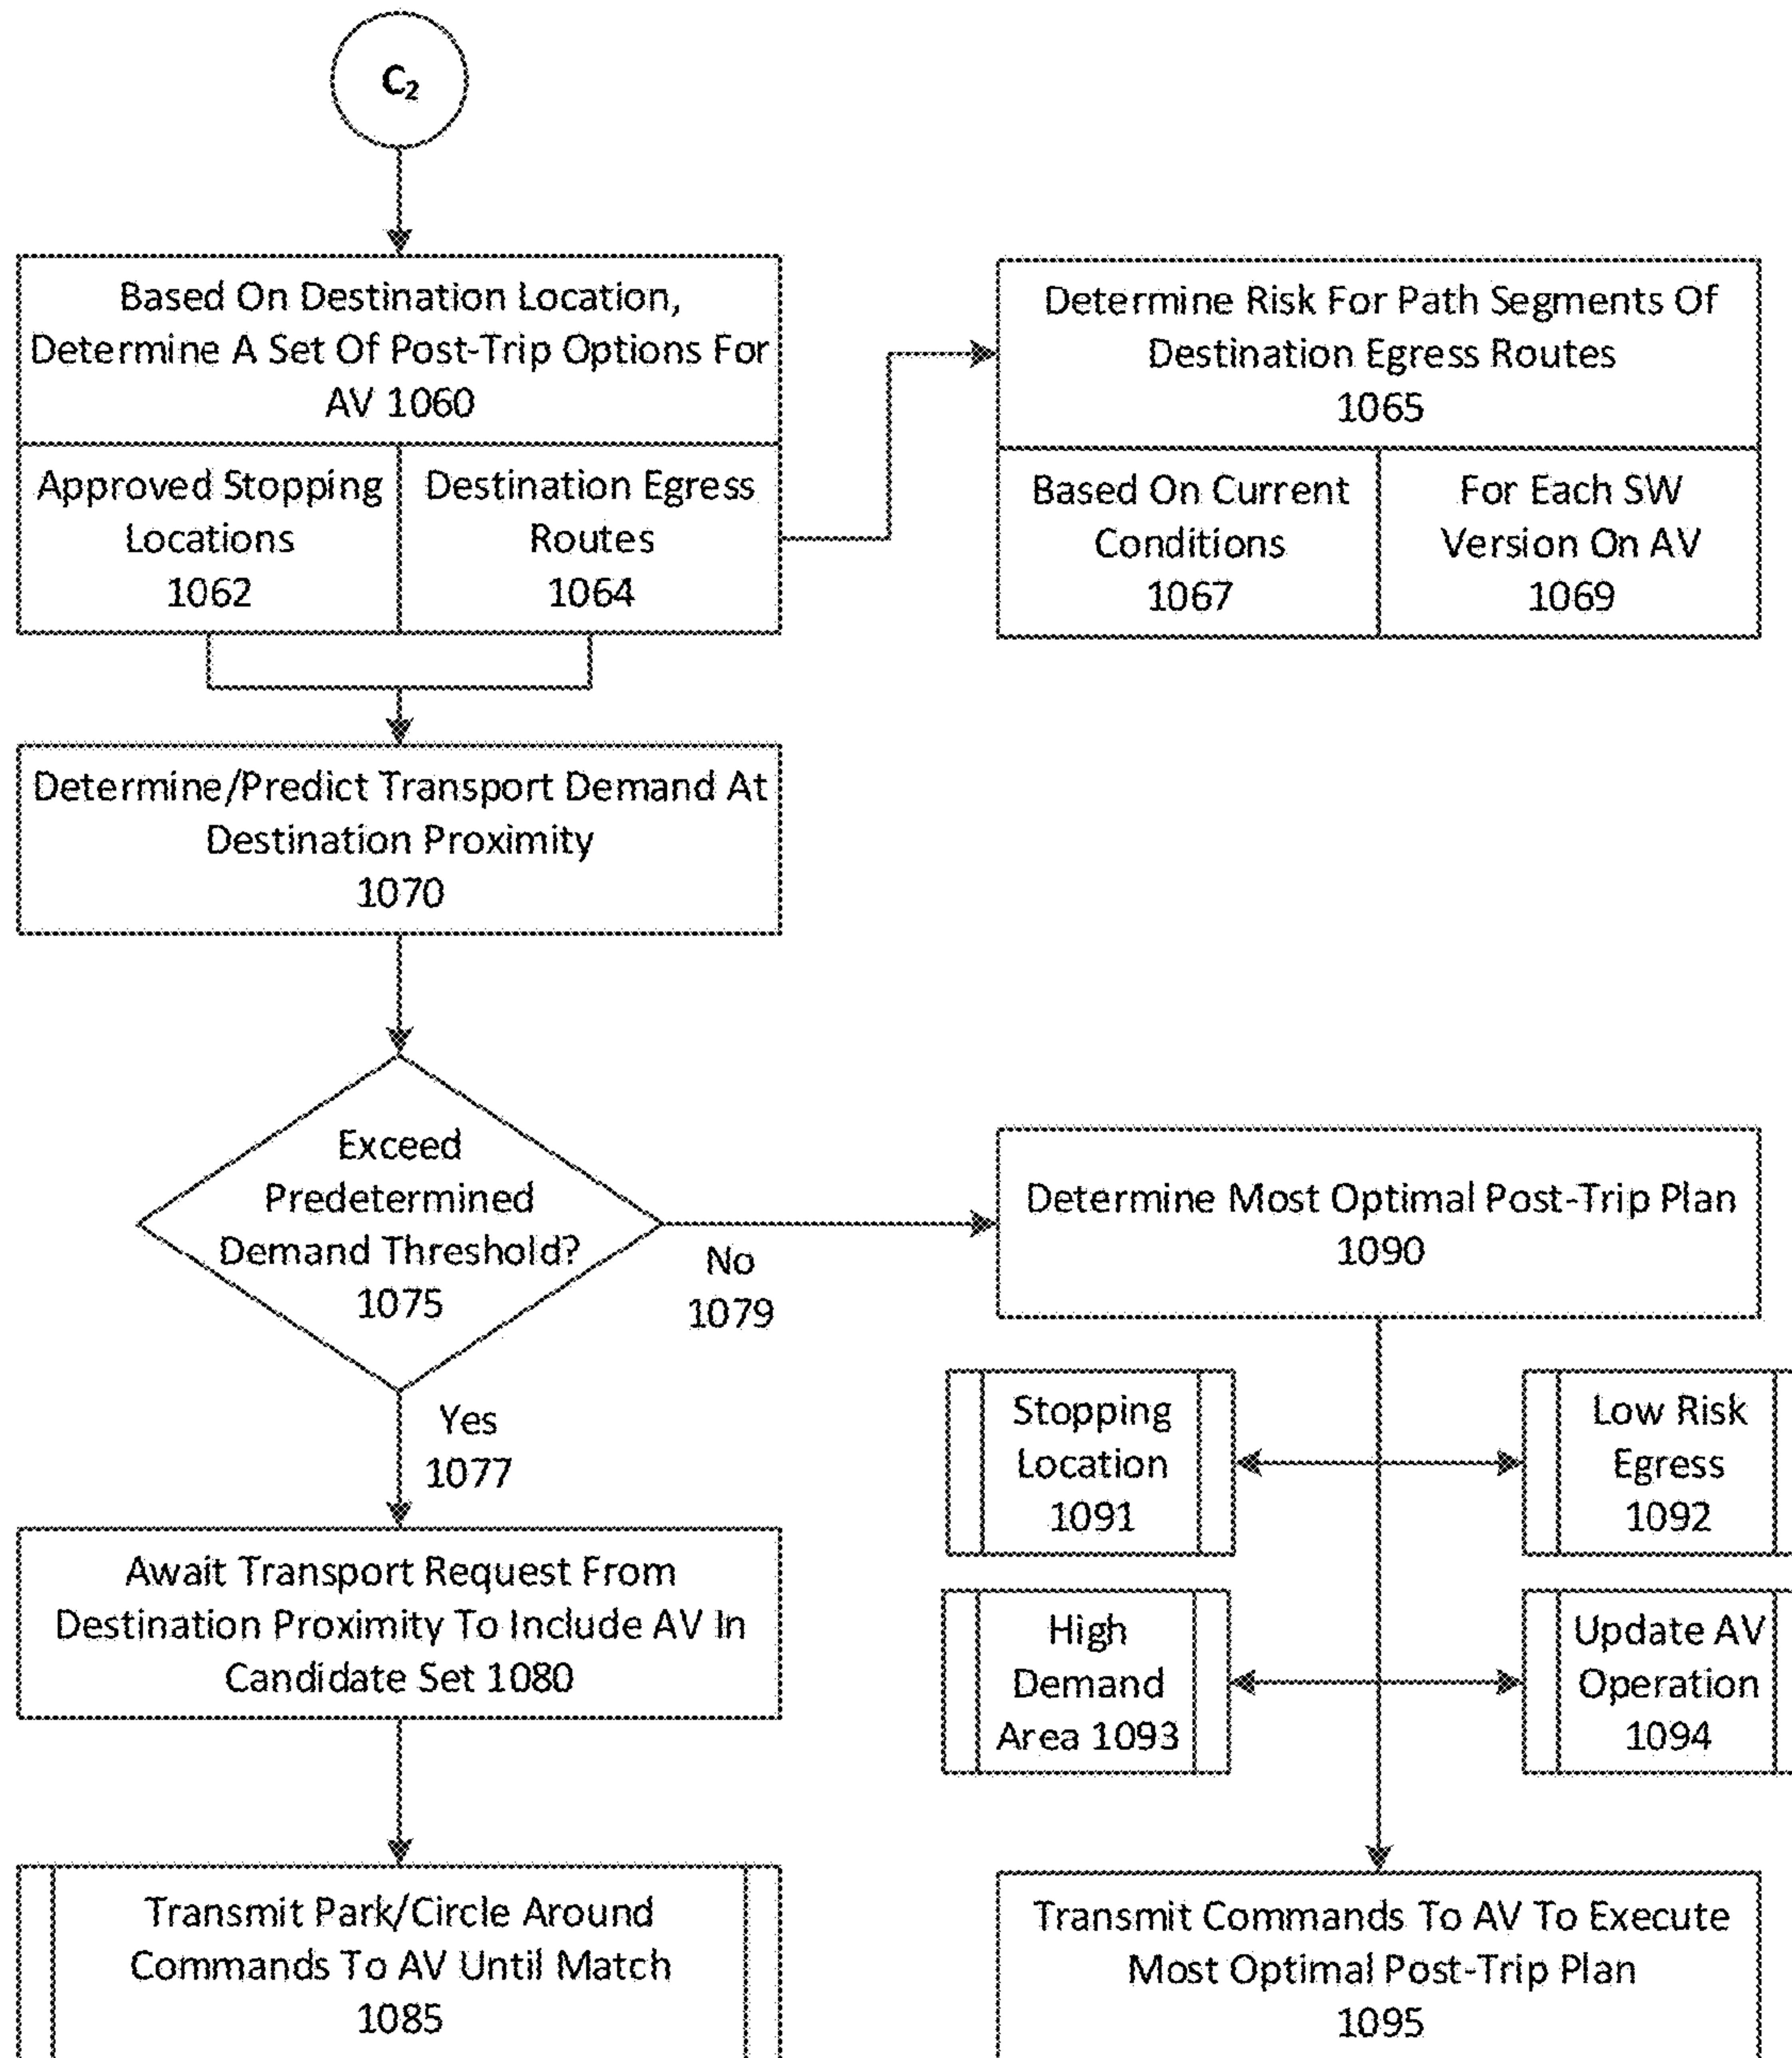 C₂
Based On Destination Location,
Determine A Set Of Post-Trip Options For
AV 1060
Approved Stopping
Locations
1062
Destination Egress
Routes
1064
Determine Risk For Path Segments Of
Destination Egress Routes
1065
Based On Current
Conditions
1067
For Each SW
Version On AV
1069
Determine/Predict Transport Demand At
Destination Proximity
1070
Exceed
Predetermined
Demand Threshold?
1075
No
1079
Yes
1077
Determine Most Optimal Post-Trip Plan
1090
Stopping
Location
1091
Low Risk
Egress
1092
High
Demand
Area 1093
Update AV
Operation
1094
Await Transport Request From
Destination Proximity To Include AV In
Candidate Set 1080
Transmit Park/Circle Around
Commands To AV Until Match
1085
Transmit Commands To AV To Execute
Most Optimal Post-Trip Plan
1095